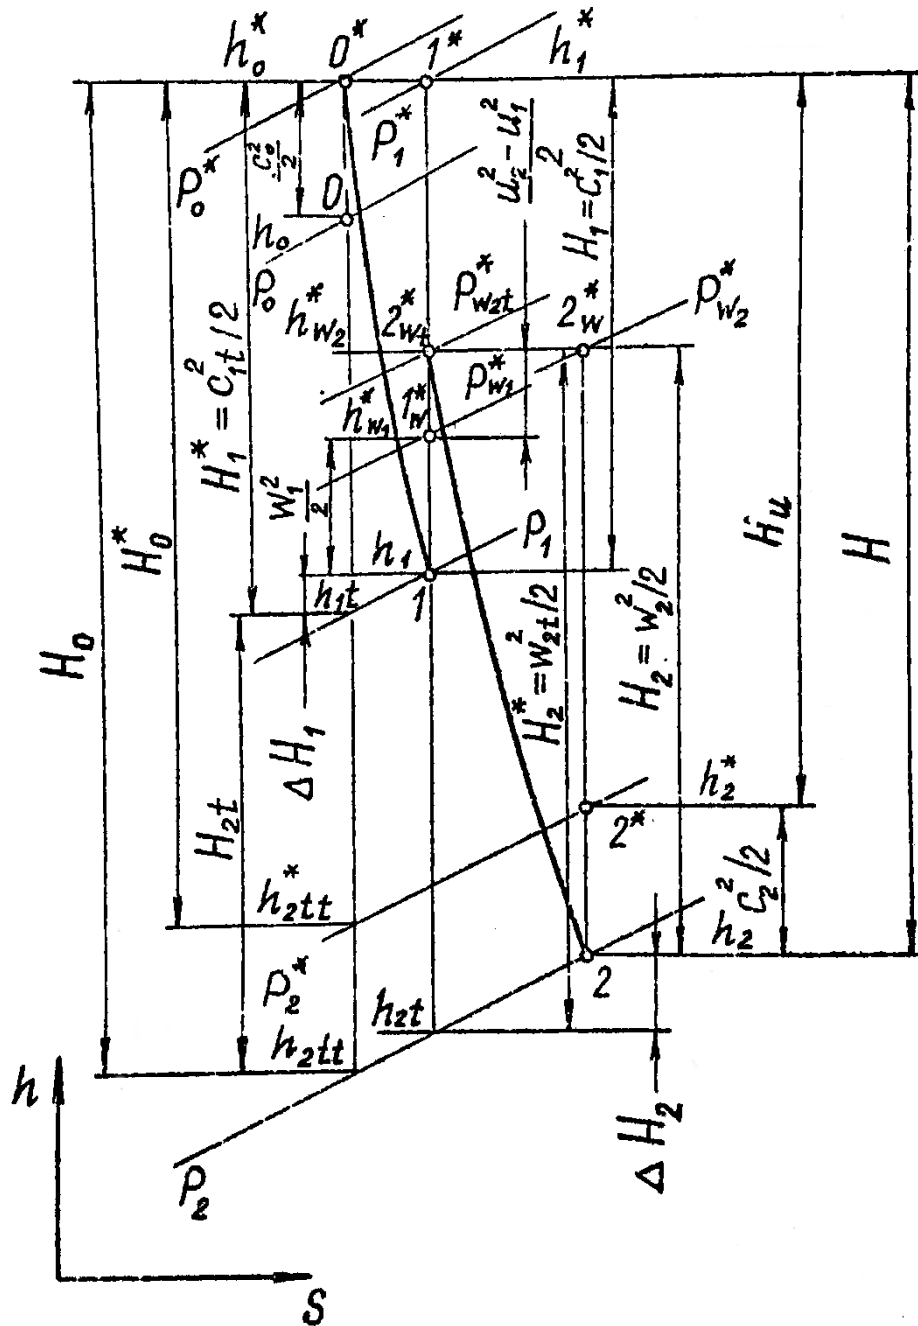 h₀*
0*
1*
h₁*
P₀*
c₀²/2
P₁*
0
h₀
P₀
(u₂² − u₁²)/2
H₁ = c₁²/2
h*w₂
2*wt
P*w₂t
2*w
P*w₂
P*w₁
h*w₁
1*w
w₁²/2
H₁* = c₁t²/2
H₀*
H₀
h₁
P₁
h₁t
1
ΔH₁
H₂t
H₂* = w₂t²/2
H₂ = w₂²/2
hᵤ
H
h₂*
2*
c₂²/2
h₂
h₂tt*
P₂*
2
h₂t
h₂tt
h
ΔH₂
P₂
S